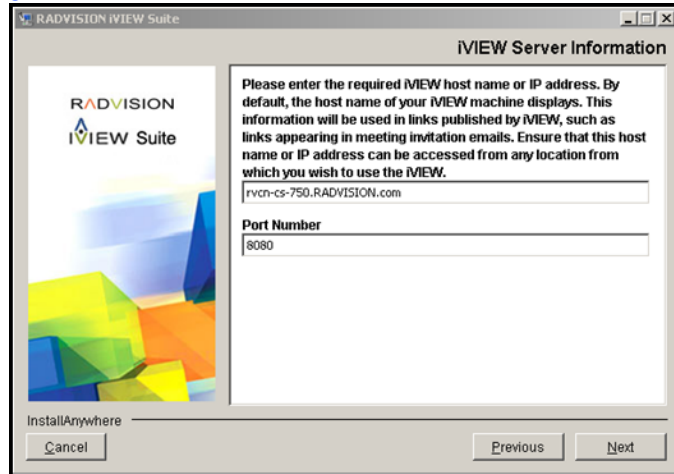 RADVISION iVIEW Suite
iVIEW Server Information
RADVISION
iVIEW Suite
Please enter the required iVIEW host name or IP address. By
default, the host name of your iVIEW machine displays. This
information will be used in links published by iVIEW, such as
links appearing in meeting invitation emails. Ensure that this host
name or IP address can be accessed from any location from
which you wish to use the iVIEW.
rvcn-cs-750.RADVISION.com
Port Number
8080
InstallAnywhere
Cancel
Previous
Next